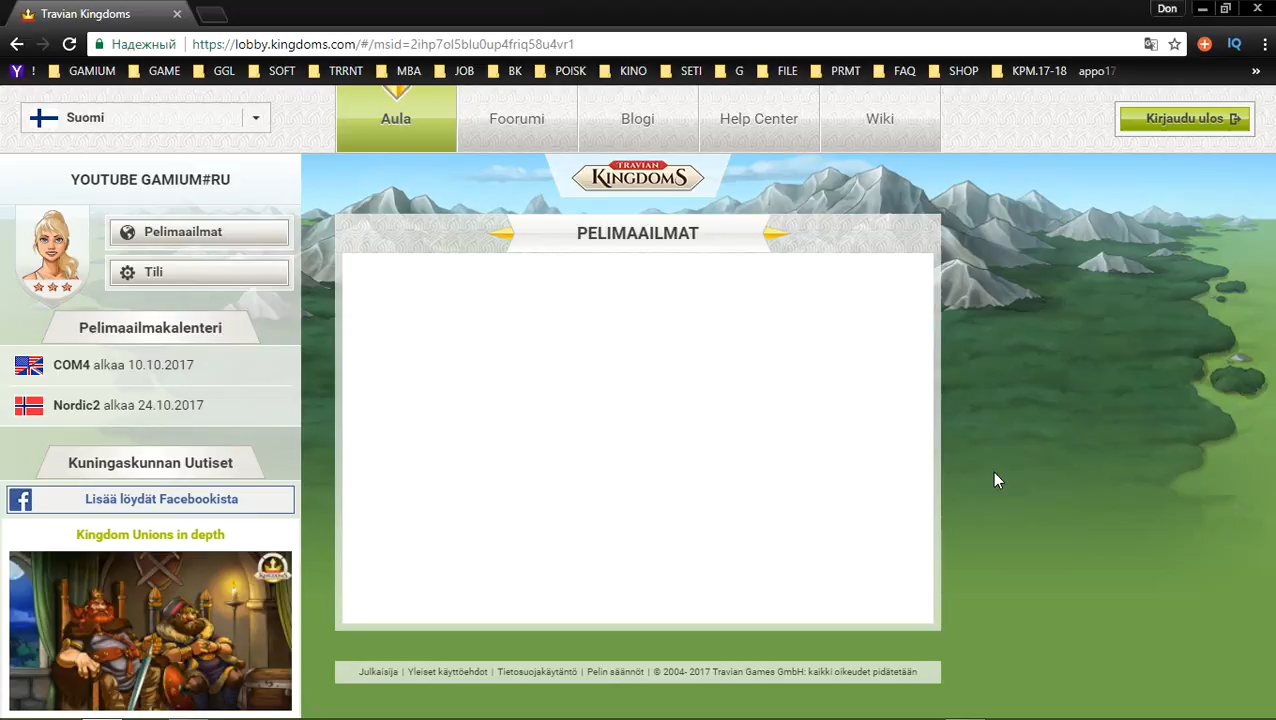 Travian Kingdoms
Don
Надежный
https://lobby.kingdoms.com/#/msid=2ihp7ol5blu0up4friq58u4vr1
IQ
Y !
GAMIUM
GAME
GGL
SOFT
TRRNT
MBA
JOB
BK
POISK
KINO
SETI
G
FILE
PRMT
FAQ
SHOP
KPM.17-18
appo17
»
Suomi
Aula
Foorumi
Blogi
Help Center
Wiki
Kirjaudu ulos
YOUTUBE GAMIUM#RU
Pelimaailmat
Tili
Pelimaailmakalenteri
COM4 alkaa 10.10.2017
Nordic2 alkaa 24.10.2017
Kuningaskunnan Uutiset
Lisää löydät Facebookista
Kingdom Unions in depth
TRAVIAN
KINGDOMS
PELIMAAILMAT
Julkaisija | Yleiset käyttöehdot | Tietosuojakäytäntö | Pelin säännöt | © 2004- 2017 Travian Games GmbH: kaikki oikeudet pidätetään